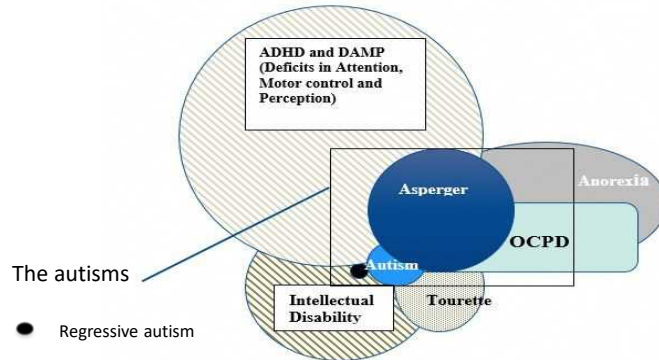 ADHD and DAMP
(Deficits in Attention,
Motor control and
Perception)
Anorexia
Asperger
OCPD
Autism
The autisms
Intellectual
Disability
Tourette
Regressive autism